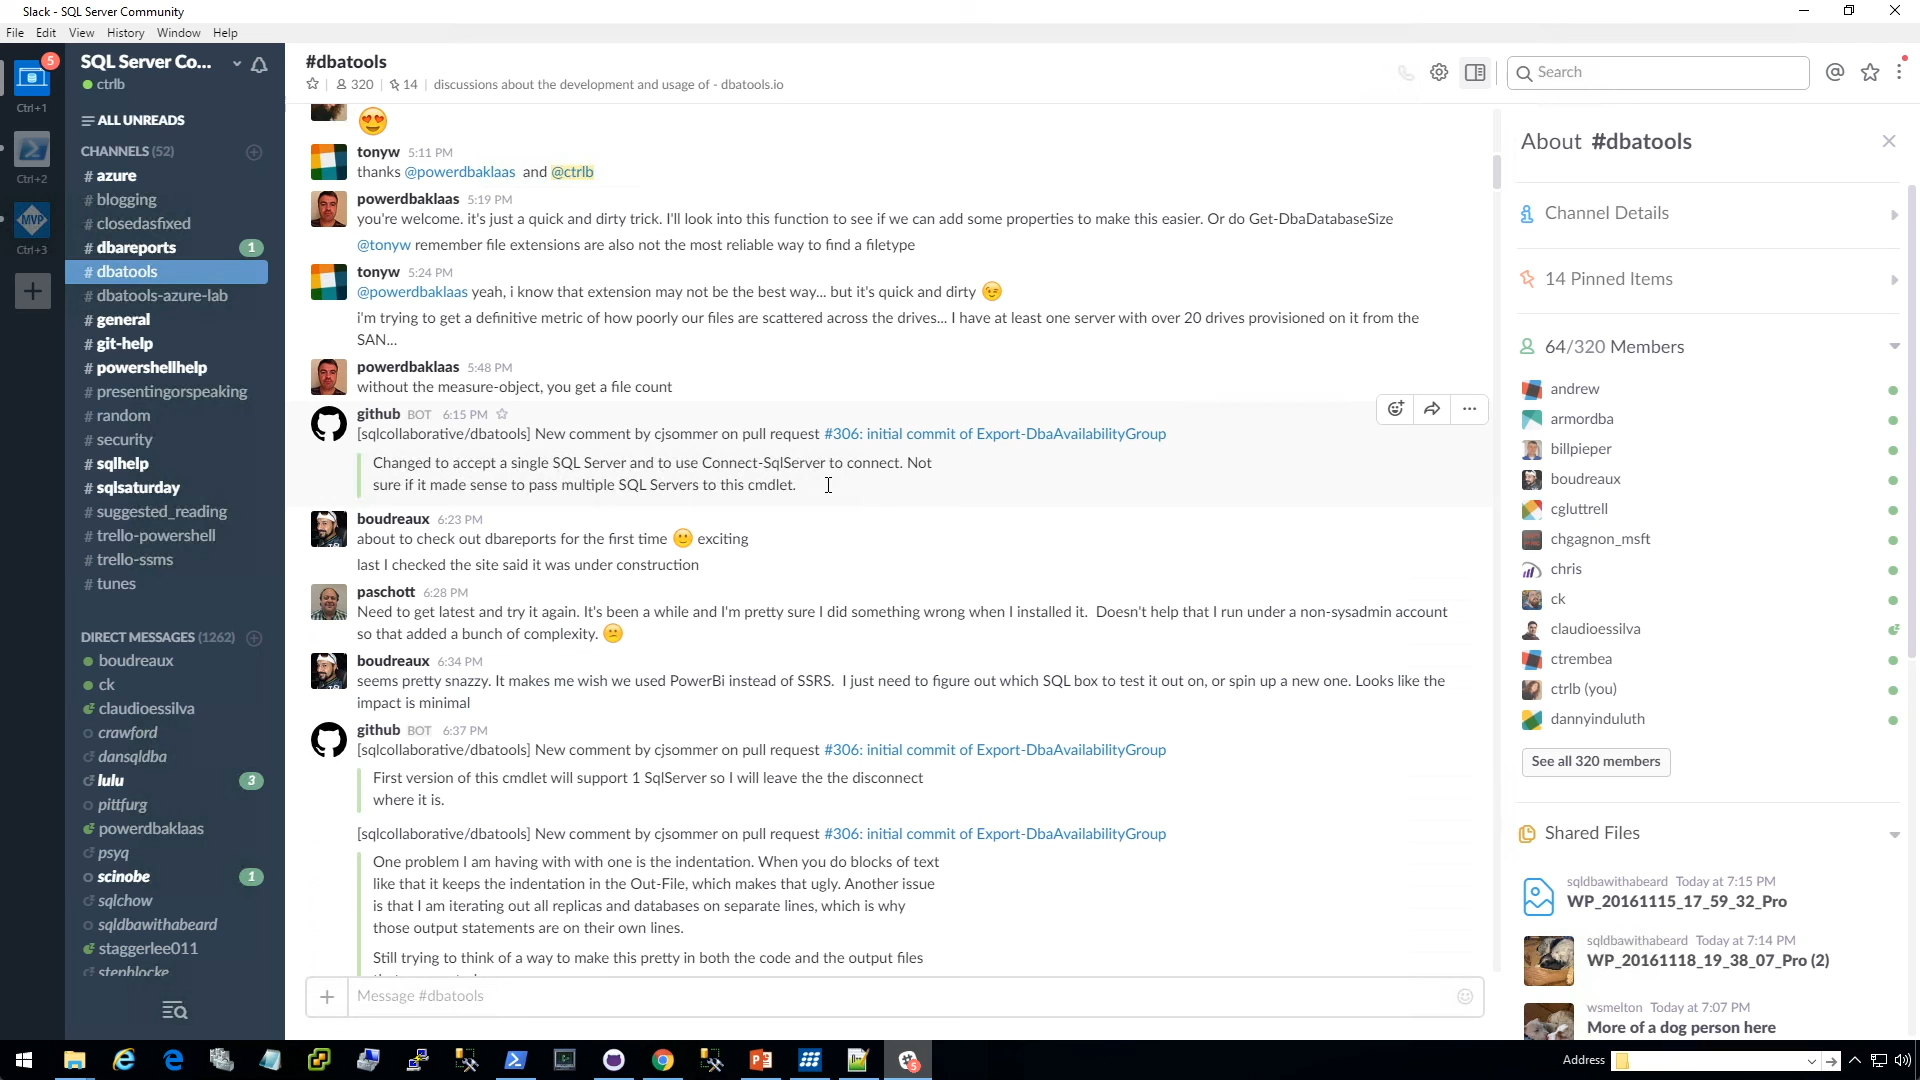 Slack - SQL Server Community
File Edit View History Window Help
5
Ctrl+1
Ctrl+2
MVP
Ctrl+3
SQL Server Co...
ctrlb
ALL UNREADS
CHANNELS (52)
# azure
# blogging
# closedasfixed
# dbareports 1
# dbatools
# dbatools-azure-lab
# general
# git-help
# powershellhelp
# presentingorspeaking
# random
# security
# sqlhelp
# sqlsaturday
# suggested_reading
# trello-powershell
# trello-ssms
# tunes
DIRECT MESSAGES (1262)
boudreaux
ck
claudioessilva
crawford
dansqldba
lulu 3
pittfurg
powerdbaklaas
psyq
scinobe 1
sqlchow
sqldbawithabeard
staggerlee011
stephlocke
#dbatools
320 | 14 | discussions about the development and usage of - dbatools.io
Search
tonyw 5:11 PM
thanks @powerdbaklaas and @ctrlb
powerdbaklaas 5:19 PM
you're welcome. it's just a quick and dirty trick. I'll look into this function to see if we can add some properties to make this easier. Or do Get-DbaDatabaseSize
@tonyw remember file extensions are also not the most reliable way to find a filetype
tonyw 5:24 PM
@powerdbaklaas yeah, i know that extension may not be the best way... but it's quick and dirty
i'm trying to get a definitive metric of how poorly our files are scattered across the drives... I have at least one server with over 20 drives provisioned on it from the
SAN...
powerdbaklaas 5:48 PM
without the measure-object, you get a file count
github BOT 6:15 PM
[sqlcollaborative/dbatools] New comment by cjsommer on pull request #306: initial commit of Export-DbaAvailabilityGroup
Changed to accept a single SQL Server and to use Connect-SqlServer to connect. Not
sure if it made sense to pass multiple SQL Servers to this cmdlet.
boudreaux 6:23 PM
about to check out dbareports for the first time exciting
last I checked the site said it was under construction
paschott 6:28 PM
Need to get latest and try it again. It's been a while and I'm pretty sure I did something wrong when I installed it. Doesn't help that I run under a non-sysadmin account
so that added a bunch of complexity.
boudreaux 6:34 PM
seems pretty snazzy. It makes me wish we used PowerBi instead of SSRS. I just need to figure out which SQL box to test it out on, or spin up a new one. Looks like the
impact is minimal
github BOT 6:37 PM
[sqlcollaborative/dbatools] New comment by cjsommer on pull request #306: initial commit of Export-DbaAvailabilityGroup
First version of this cmdlet will support 1 SqlServer so I will leave the the disconnect
where it is.
[sqlcollaborative/dbatools] New comment by cjsommer on pull request #306: initial commit of Export-DbaAvailabilityGroup
One problem I am having with with one is the indentation. When you do blocks of text
like that it keeps the indentation in the Out-File, which makes that ugly. Another issue
is that I am iterating out all replicas and databases on separate lines, which is why
those output statements are on their own lines.
Still trying to think of a way to make this pretty in both the code and the output files
Message #dbatools
About #dbatools
Channel Details
14 Pinned Items
64/320 Members
andrew
armordba
billpieper
boudreaux
cgluttrell
chgagnon_msft
chris
ck
claudioessilva
ctrembea
ctrlb (you)
dannyinduluth
See all 320 members
Shared Files
sqldbawithabeard Today at 7:15 PM
WP_20161115_17_59_32_Pro
sqldbawithabeard Today at 7:14 PM
WP_20161118_19_38_07_Pro (2)
wsmelton Today at 7:07 PM
More of a dog person here
Address
5